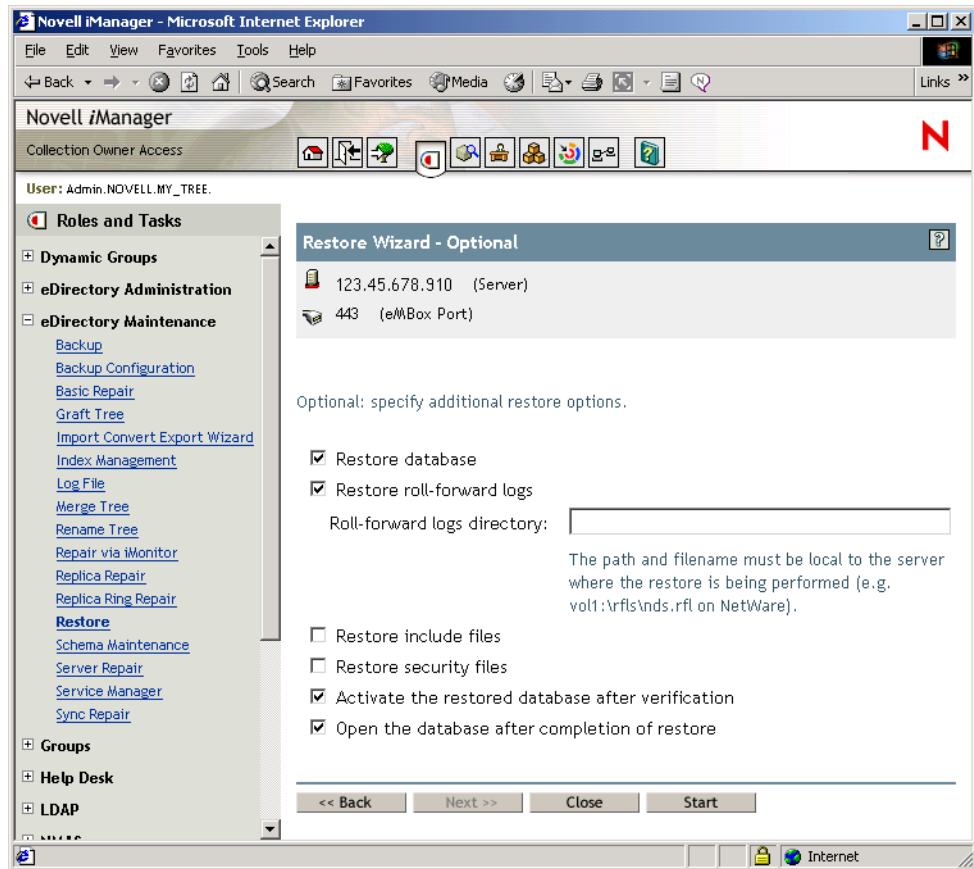 Novell iManager - Microsoft Internet Explorer
File Edit View Favorites Tools Help
Back Search Favorites Media Links »
Novell iManager
Collection Owner Access
N
User: Admin.NOVELL.MY_TREE.
Roles and Tasks
Dynamic Groups
eDirectory Administration
eDirectory Maintenance
Backup
Backup Configuration
Basic Repair
Graft Tree
Import Convert Export Wizard
Index Management
Log File
Merge Tree
Rename Tree
Repair via iMonitor
Replica Repair
Replica Ring Repair
Restore
Schema Maintenance
Server Repair
Service Manager
Sync Repair
Groups
Help Desk
LDAP
Restore Wizard - Optional ?
123.45.678.910 (Server)
443 (eMBox Port)
Optional: specify additional restore options.
Restore database
Restore roll-forward logs
Roll-forward logs directory:
The path and filename must be local to the server
where the restore is being performed (e.g.
vol1:\rfls\nds.rfl on NetWare).
Restore include files
Restore security files
Activate the restored database after verification
Open the database after completion of restore
<< Back Next >> Close Start
Internet